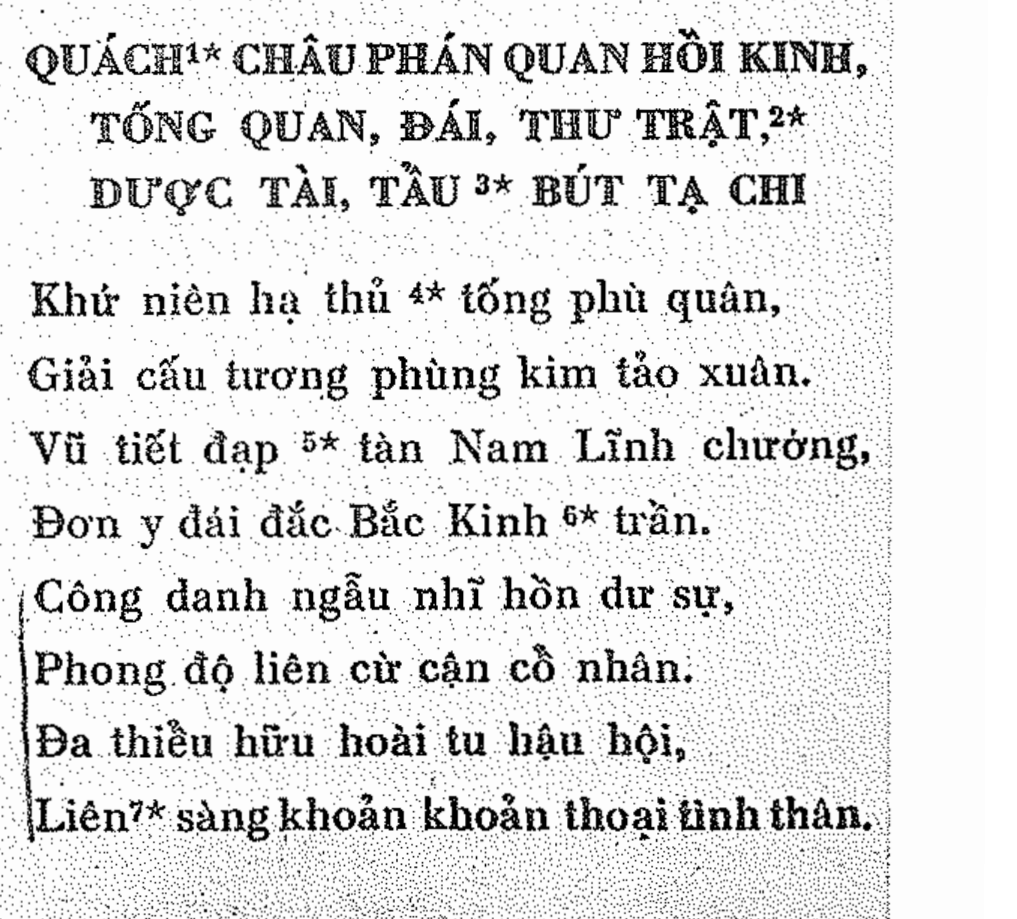 QUÁCH¹* CHÂU PHÁN QUAN HỒI KINH,
TỐNG QUAN, ĐÁI, THƯ TRẬT,²*
DƯỢC TÀI, TẨU ³* BÚT TẠ CHI
Khứ niên hạ thủ ⁴* tống phù quân,
Giải cấu tương phùng kim tảo xuân.
Vũ tiết đạp ⁵* tàn Nam Lĩnh chướng,
Đơn y đái đắc Bắc Kinh ⁶* trần.
Công danh ngẫu nhĩ hồn dư sự,
Phong độ liên cừ cận cổ nhân.
Đa thiểu hữu hoài tu hậu hội,
Liên⁷* sàng khoản khoản thoại tình thân.